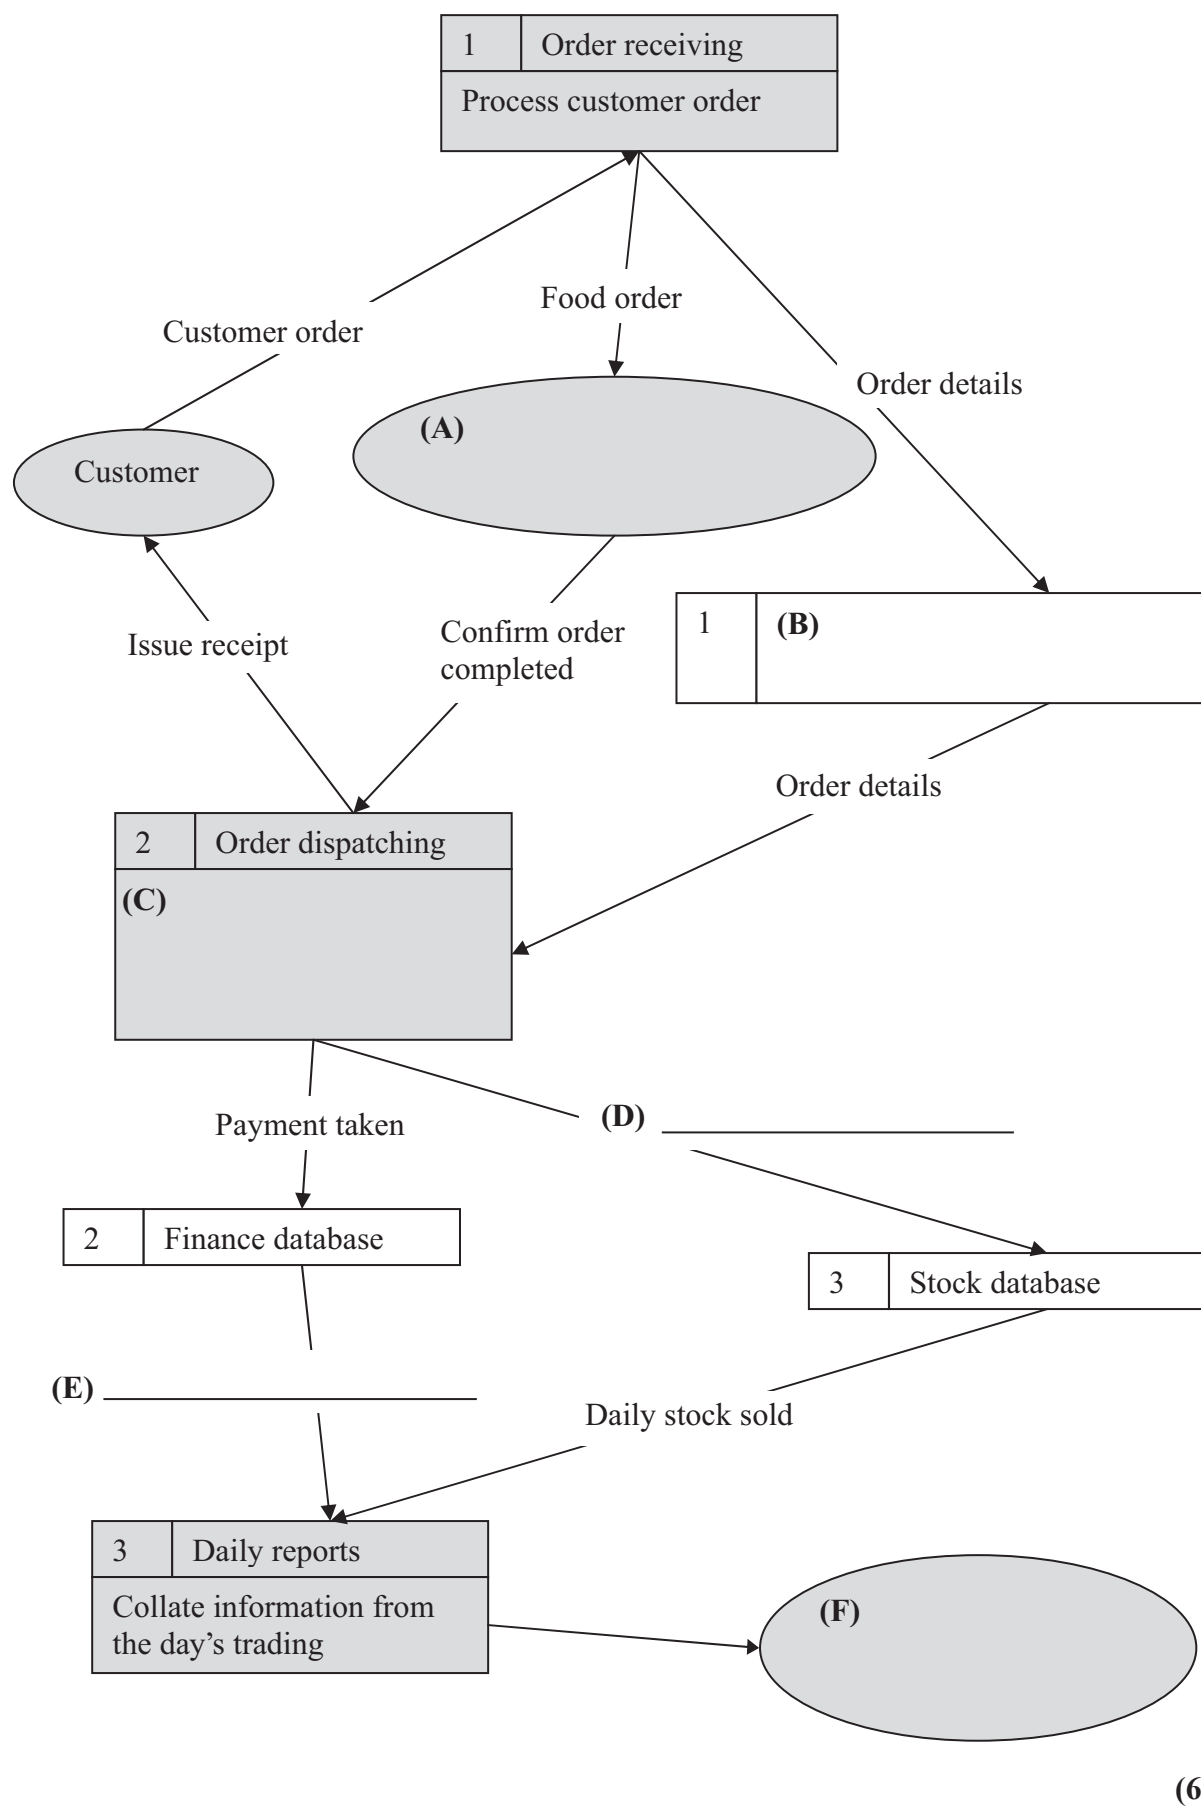 1 Order receiving
Process customer order
Food order
Customer order
Order details
(A)
Customer
1 (B)
Issue receipt
Confirm order
completed
Order details
2 Order dispatching
(C)
Payment taken
(D)
2 Finance database
3 Stock database
(E)
Daily stock sold
3 Daily reports
Collate information from
the day's trading
(F)
(6